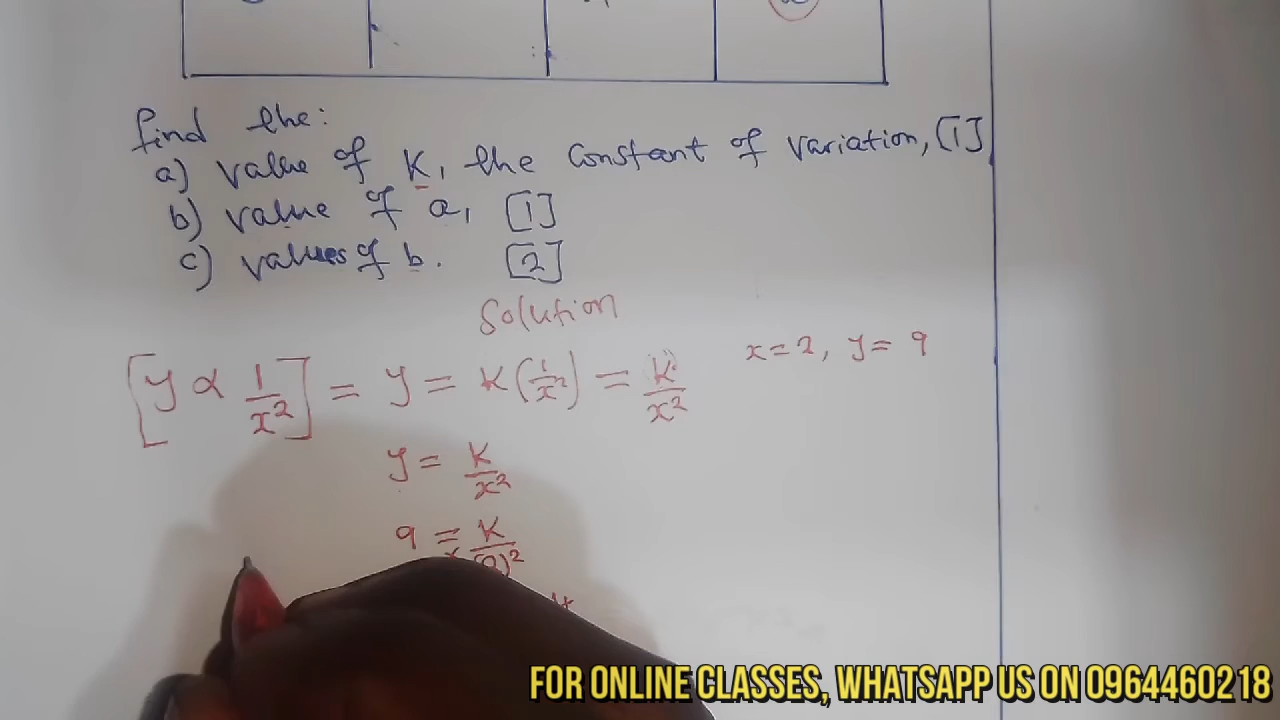 find the:
a) value of K, the constant of variation, [1]
b) value of a, [1]
c) values of b. [2]
Solution
[y ∝ 1/x²] = y = K(1/x²) = K/x²
x = 2, y = 9
y = K/x²
9 = K/(2)²
FOR ONLINE CLASSES, WHATSAPP US ON 0964460218